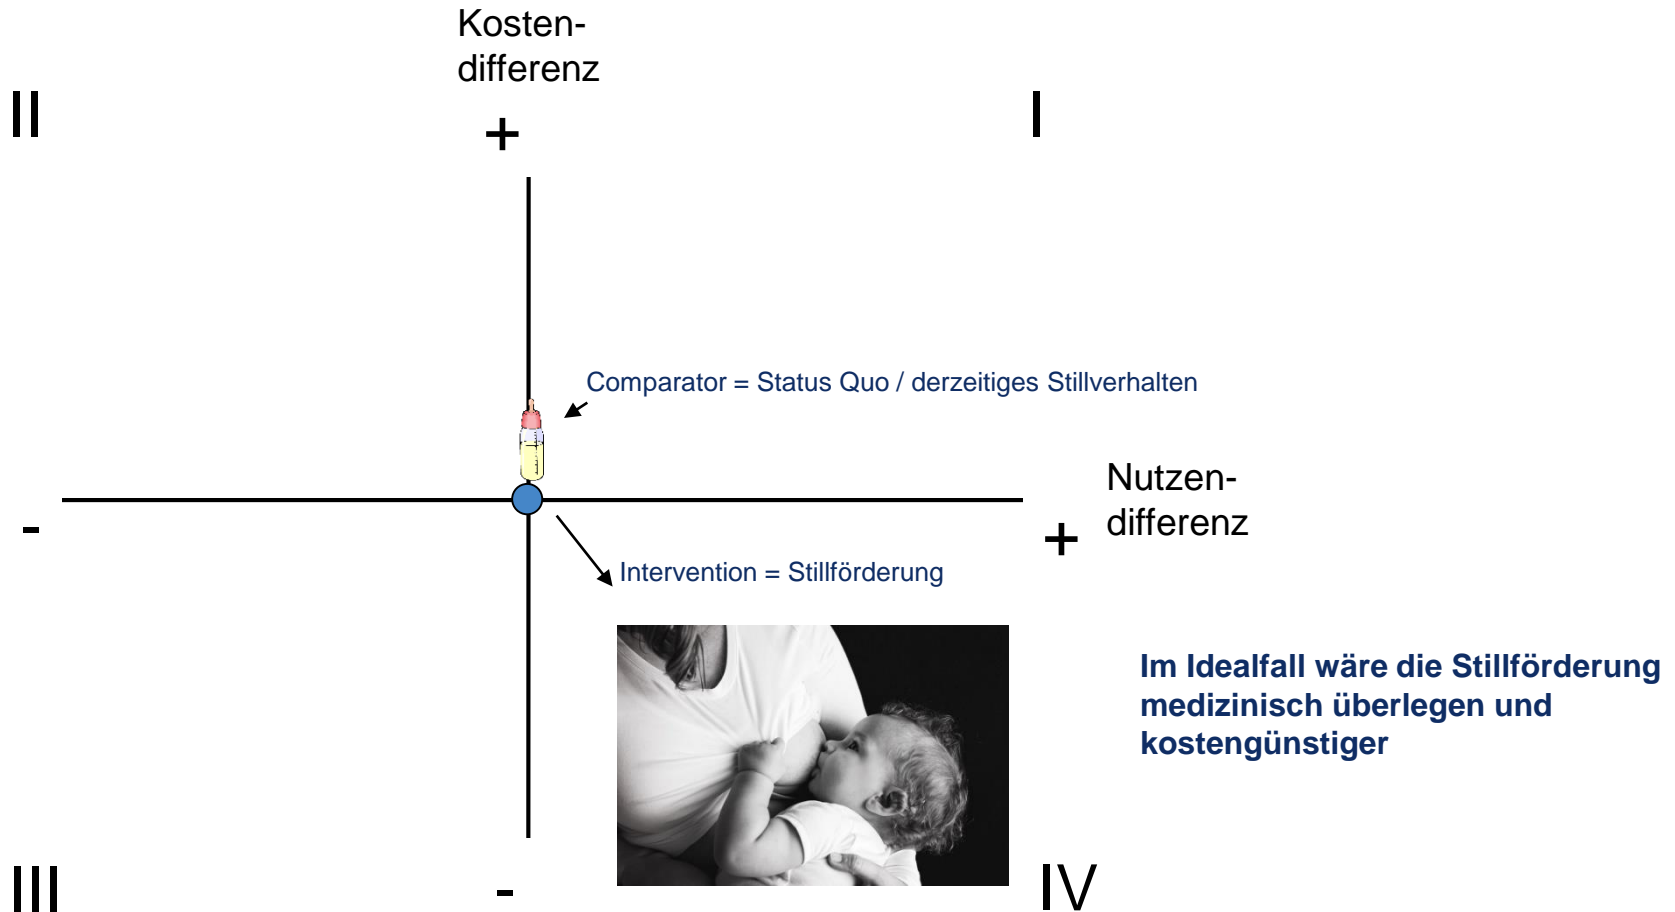 Kosten-
differenz
II
I
+
Comparator = Status Quo / derzeitiges Stillverhalten
Nutzen-
differenz
-
+
Intervention = Stillförderung
Im Idealfall wäre die Stillförderung
medizinisch überlegen und
kostengünstiger
III
-
IV